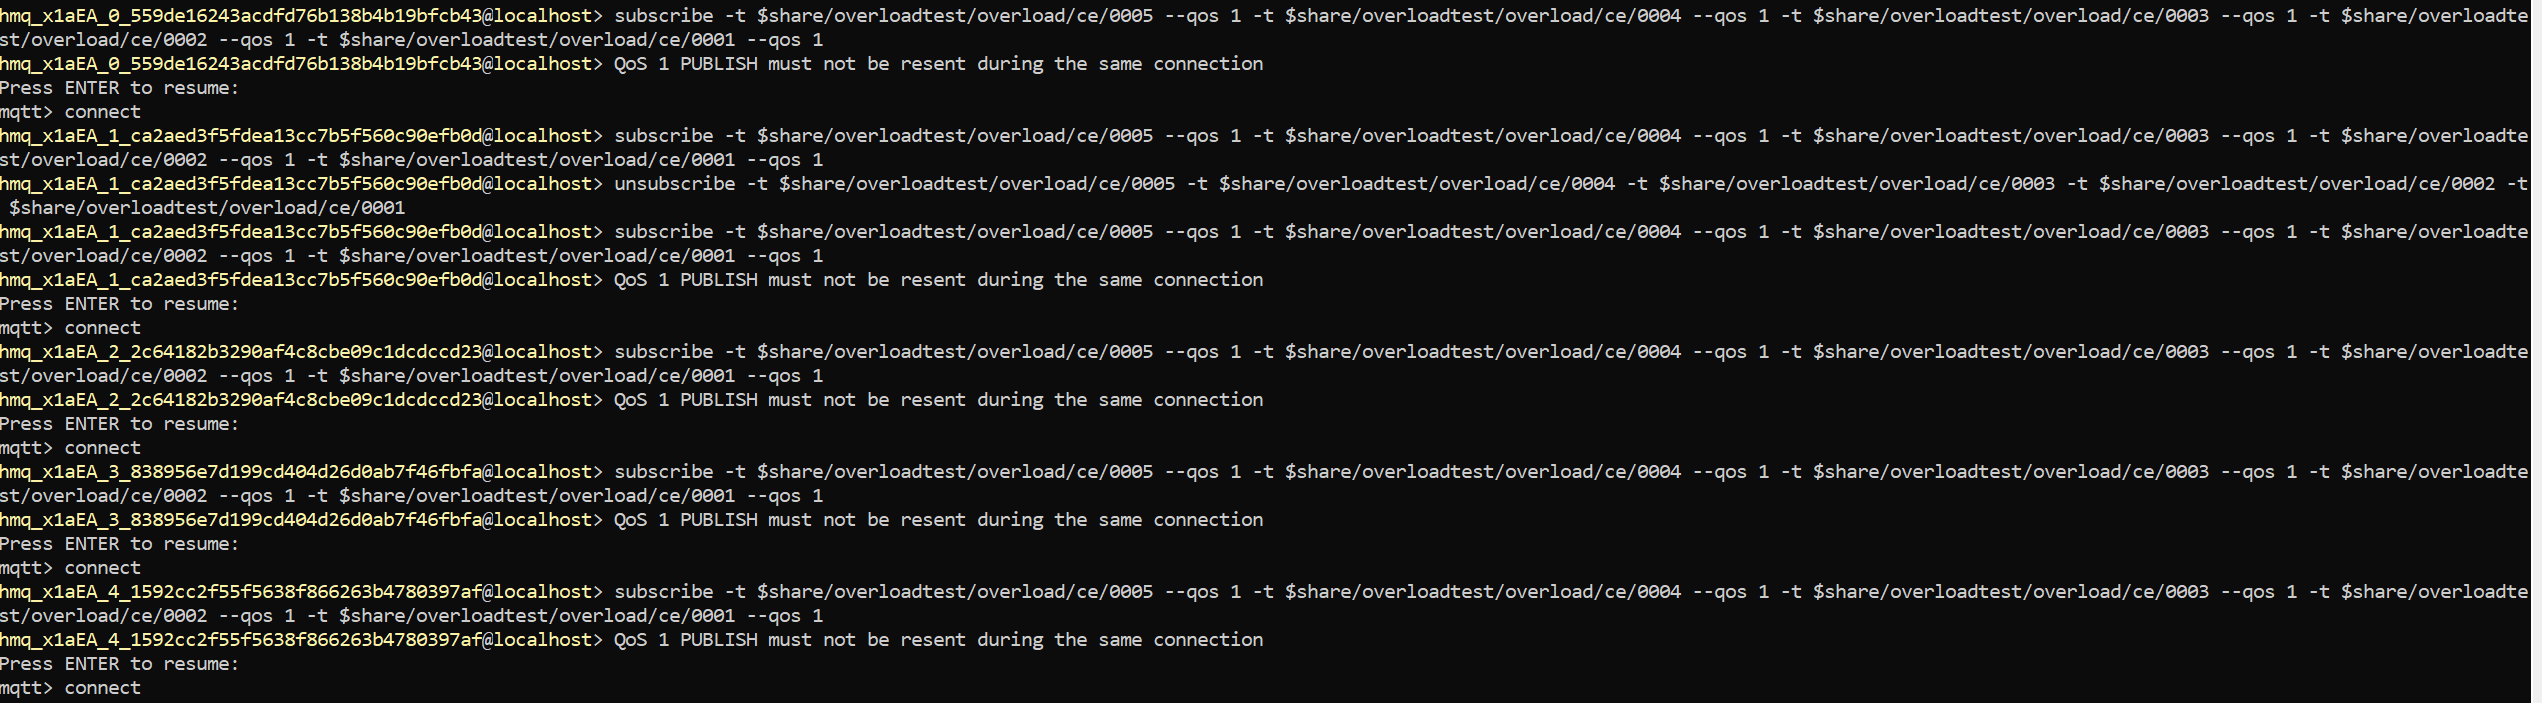 hmq_x1aEA_0_559de16243acdfd76b138b4b19bfcb43@localhost> subscribe -t $share/overloadtest/overload/ce/0005 --qos 1 -t $share/overloadtest/overload/ce/0004 --qos 1 -t $share/overloadtest/overload/ce/0003 --qos 1 -t $share/overloadte
st/overload/ce/0002 --qos 1 -t $share/overloadtest/overload/ce/0001 --qos 1
hmq_x1aEA_0_559de16243acdfd76b138b4b19bfcb43@localhost> QoS 1 PUBLISH must not be resent during the same connection
Press ENTER to resume:
mqtt> connect
hmq_x1aEA_1_ca2aed3f5fdea13cc7b5f560c90efb0d@localhost> subscribe -t $share/overloadtest/overload/ce/0005 --qos 1 -t $share/overloadtest/overload/ce/0004 --qos 1 -t $share/overloadtest/overload/ce/0003 --qos 1 -t $share/overloadte
st/overload/ce/0002 --qos 1 -t $share/overloadtest/overload/ce/0001 --qos 1
hmq_x1aEA_1_ca2aed3f5fdea13cc7b5f560c90efb0d@localhost> unsubscribe -t $share/overloadtest/overload/ce/0005 -t $share/overloadtest/overload/ce/0004 -t $share/overloadtest/overload/ce/0003 -t $share/overloadtest/overload/ce/0002 -t
 $share/overloadtest/overload/ce/0001
hmq_x1aEA_1_ca2aed3f5fdea13cc7b5f560c90efb0d@localhost> subscribe -t $share/overloadtest/overload/ce/0005 --qos 1 -t $share/overloadtest/overload/ce/0004 --qos 1 -t $share/overloadtest/overload/ce/0003 --qos 1 -t $share/overloadte
st/overload/ce/0002 --qos 1 -t $share/overloadtest/overload/ce/0001 --qos 1
hmq_x1aEA_1_ca2aed3f5fdea13cc7b5f560c90efb0d@localhost> QoS 1 PUBLISH must not be resent during the same connection
Press ENTER to resume:
mqtt> connect
hmq_x1aEA_2_2c64182b3290af4c8cbe09c1dcdccd23@localhost> subscribe -t $share/overloadtest/overload/ce/0005 --qos 1 -t $share/overloadtest/overload/ce/0004 --qos 1 -t $share/overloadtest/overload/ce/0003 --qos 1 -t $share/overloadte
st/overload/ce/0002 --qos 1 -t $share/overloadtest/overload/ce/0001 --qos 1
hmq_x1aEA_2_2c64182b3290af4c8cbe09c1dcdccd23@localhost> QoS 1 PUBLISH must not be resent during the same connection
Press ENTER to resume:
mqtt> connect
hmq_x1aEA_3_838956e7d199cd404d26d0ab7f46fbfa@localhost> subscribe -t $share/overloadtest/overload/ce/0005 --qos 1 -t $share/overloadtest/overload/ce/0004 --qos 1 -t $share/overloadtest/overload/ce/0003 --qos 1 -t $share/overloadte
st/overload/ce/0002 --qos 1 -t $share/overloadtest/overload/ce/0001 --qos 1
hmq_x1aEA_3_838956e7d199cd404d26d0ab7f46fbfa@localhost> QoS 1 PUBLISH must not be resent during the same connection
Press ENTER to resume:
mqtt> connect
hmq_x1aEA_4_1592cc2f55f5638f866263b4780397af@localhost> subscribe -t $share/overloadtest/overload/ce/0005 --qos 1 -t $share/overloadtest/overload/ce/0004 --qos 1 -t $share/overloadtest/overload/ce/0003 --qos 1 -t $share/overloadte
st/overload/ce/0002 --qos 1 -t $share/overloadtest/overload/ce/0001 --qos 1
hmq_x1aEA_4_1592cc2f55f5638f866263b4780397af@localhost> QoS 1 PUBLISH must not be resent during the same connection
Press ENTER to resume:
mqtt> connect